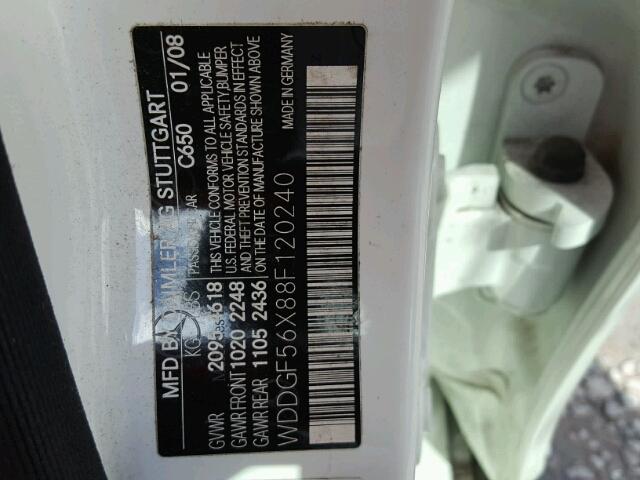 MFD BY DAIMLER AG STUTTGART
C650 01/08
GVWR
GAWR FRONT 1020 2248
GAWR REAR 1105 2436
THIS VEHICLE CONFORMS TO ALL APPLICABLE
U.S. FEDERAL MOTOR VEHICLE SAFETY, BUMPER
AND THEFT PREVENTION STANDARDS IN EFFECT
ON THE DATE OF MANUFACTURE SHOWN ABOVE
MADE IN GERMANY
WDDGF56X88F120240